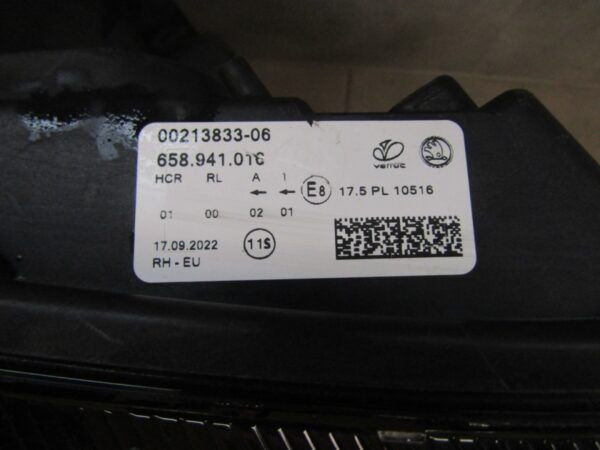 00213833-06
658.941.016
HCR RL A 1
← ← E8 17.5 PL 10516
01 00 02 01
17.09.2022 11S
RH - EU